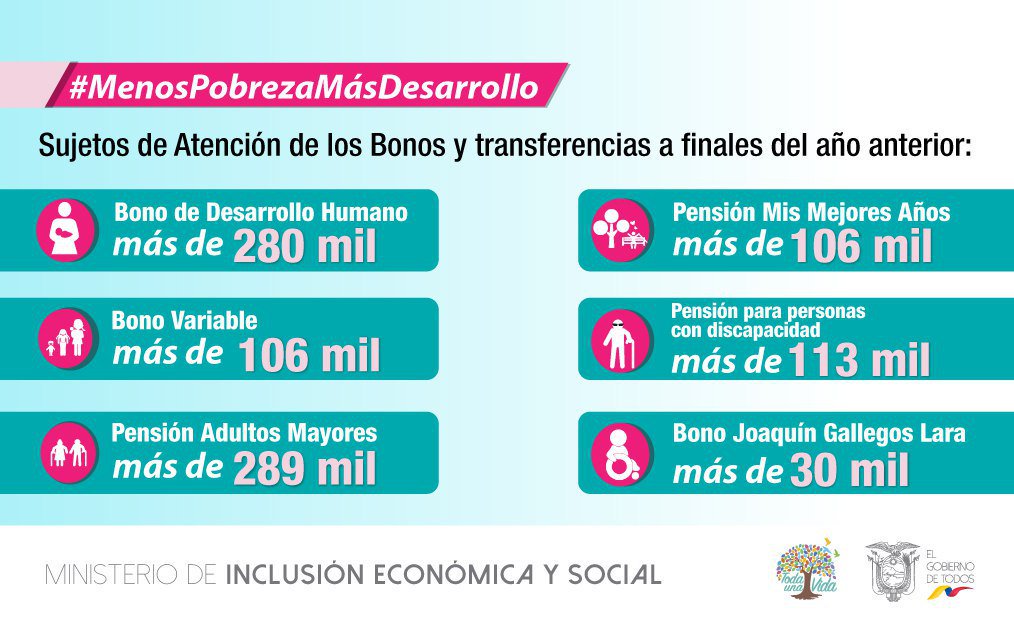 #MenosPobrezaMásDesarrollo
Sujetos de Atención de los Bonos y transferencias a finales del año anterior:
Bono de Desarrollo Humano
más de 280 mil
Bono Variable
más de 106 mil
Pensión Adultos Mayores
más de 289 mil
Pensión Mis Mejores Años
más de 106 mil
Pensión para personas
con discapacidad
más de 113 mil
Bono Joaquín Gallegos Lara
más de 30 mil
MINISTERIO DE INCLUSIÓN ECONÓMICA Y SOCIAL
Toda
una Vida
EL
GOBIERNO
DE TODOS